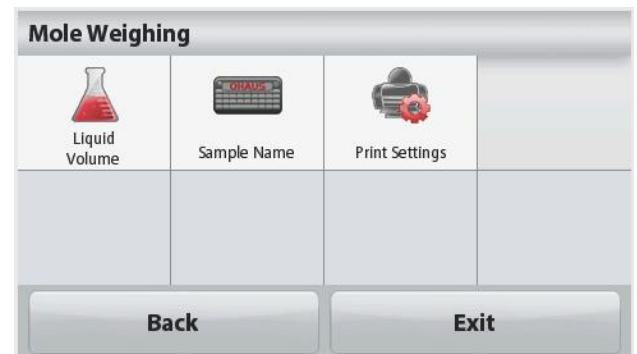 Mole Weighing
OHAUS
Liquid
Volume
Sample Name
Print Settings
Back
Exit